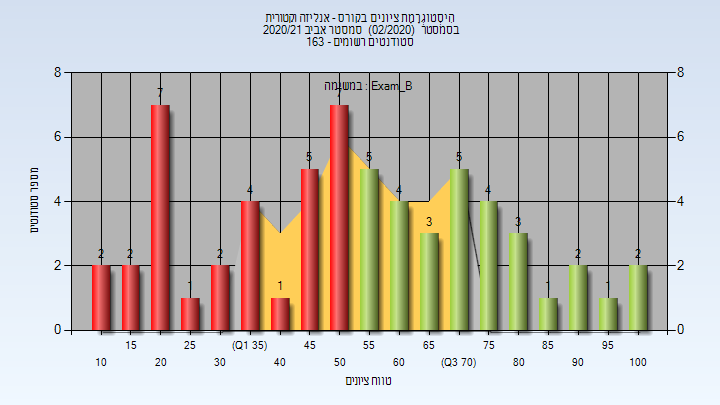 הִיסְטוֹגְרָמַת ציונים בקורס - אנליזה וקטורית
בסמסטר (02/2020) סמסטר אביב 2020/21
סטודנטים רשומים - 163
במשימה : Exam_B
מספר סטודנטים
8 8
6 6
4 4
2 2
0 0
2 2 7 1 2 4 1 5 7 5 4 3 5 4 3 1 2 1 2
15 25 (Q1 35) 45 55 65 75 85 95
10 20 30 40 50 60 (Q3 70) 80 90 100
טווח ציונים